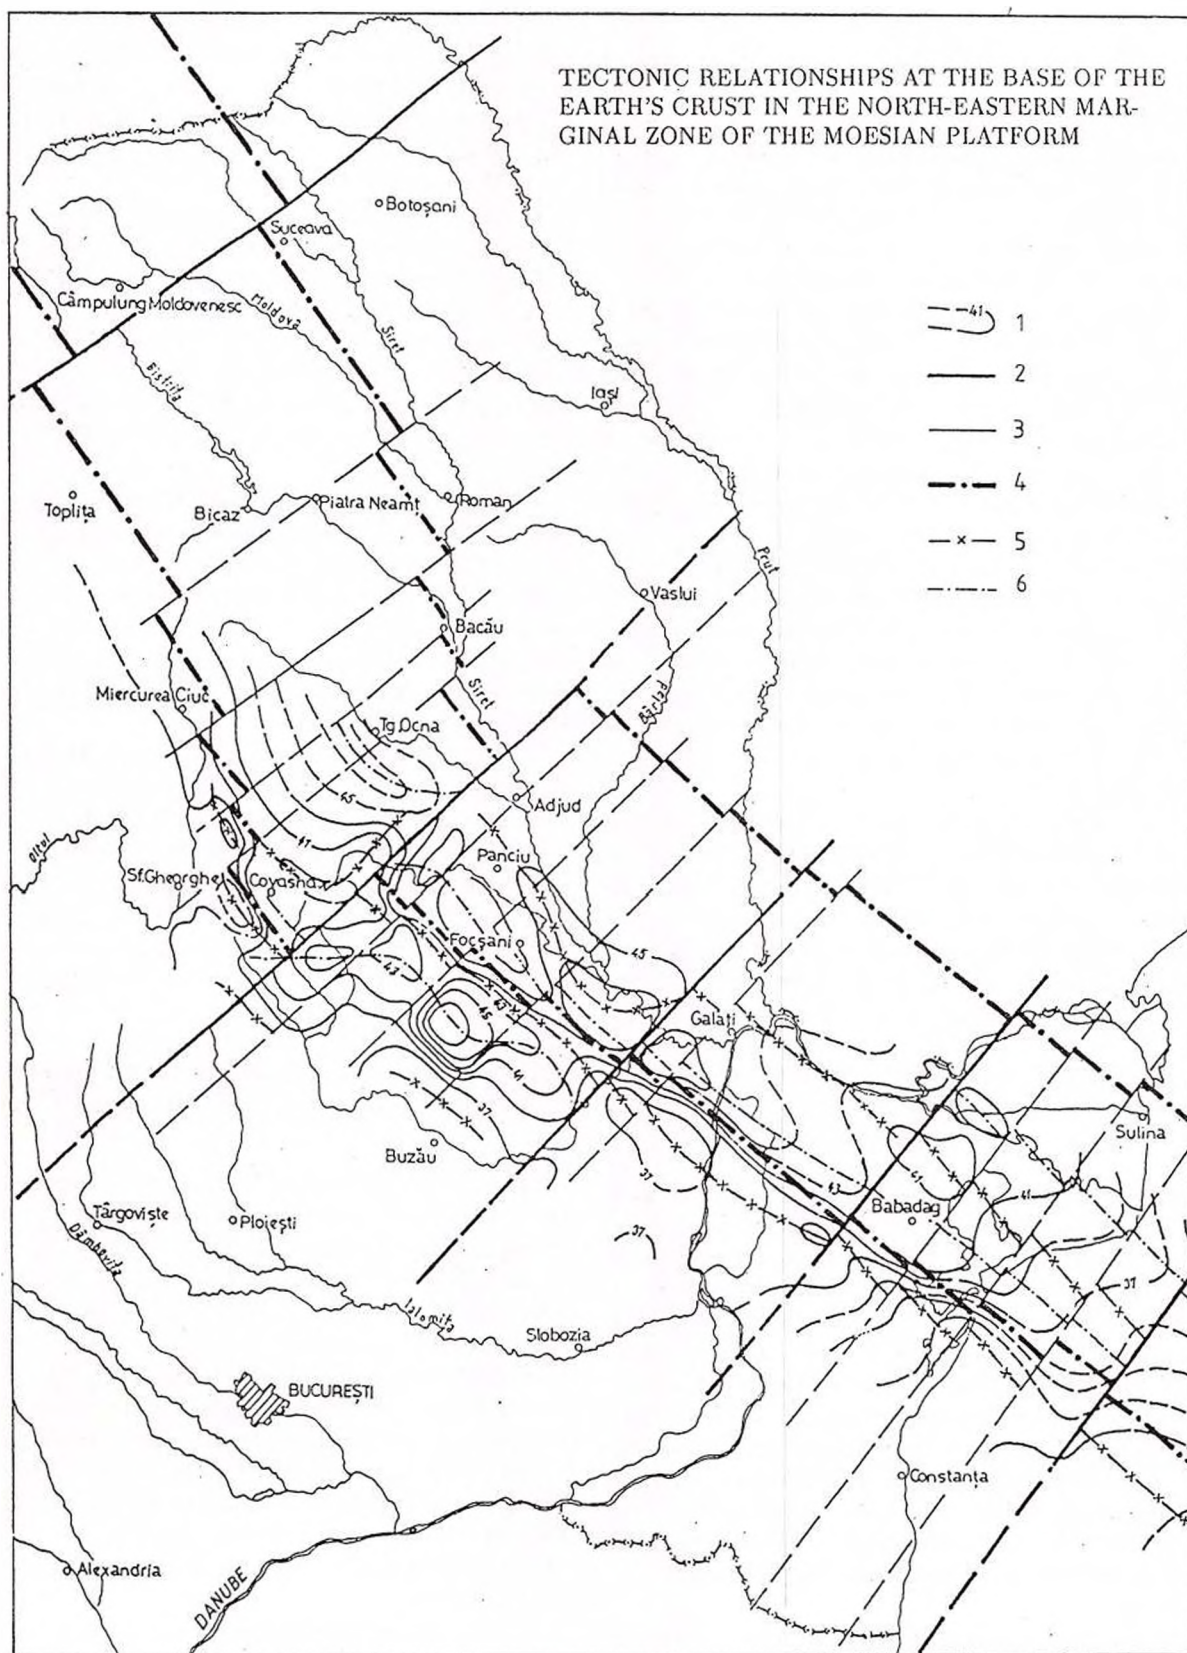 TECTONIC RELATIONSHIPS AT THE BASE OF THE
EARTH'S CRUST IN THE NORTH-EASTERN MAR-
GINAL ZONE OF THE MOESIAN PLATFORM
Botoșani
Suceava
Câmpulung Moldovenesc
Moldova
Siret
Bistrița
41
1
2
3
4
5
6
Iași
Toplița
Bicaz
Piatra Neamț
Roman
Prut
Vaslui
Bacău
Siret
Bârlad
Miercurea Ciuc
Tg.Ocna
45
Adjud
41
Oltul
Panciu
Sf.Gheorghe
Covasna
Focșani
45
43
43
45
Galați
41
37
Sulina
Buzău
37
43
41
41
Babadag
Târgoviște
Ploiești
Dâmbovița
37
37
Ialomița
Slobozia
BUCUREȘTI
Constanța
Alexandria
DANUBE